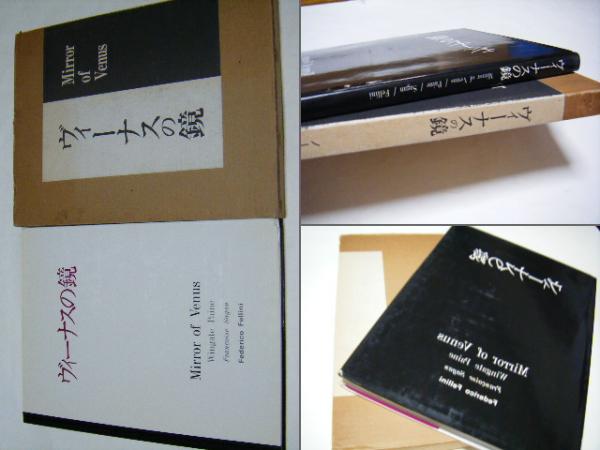 Mirror
of
Venus
ヴィーナスの鏡
ヴィーナスの鏡
Mirror of Venus
Wingate Paine
Françoise Sagan
Federico Fellini
ヴィーナスの鏡
Mirror of Venus / Paine / Sagan / Fellini
ヴィーナスの鏡
ヴィーナスの鏡
Mirror of Venus
Wingate Paine
Françoise Sagan
Federico Fellini